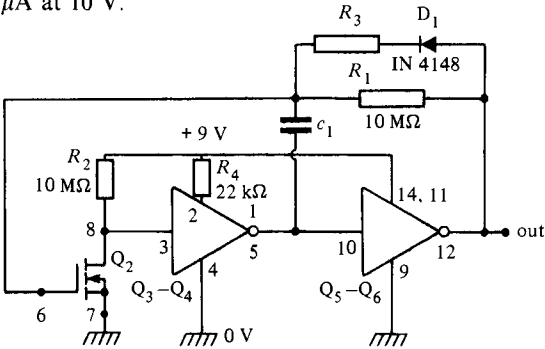 µA at 10 V.
R3 D1
R1 IN 4148
10 MΩ
c1
+ 9 V
R2
10 MΩ
R4
22 kΩ
14, 11
2 1
8 3 5 10 12 out
Q2
4 9
Q3–Q4 Q5–Q6
6 7
0 V